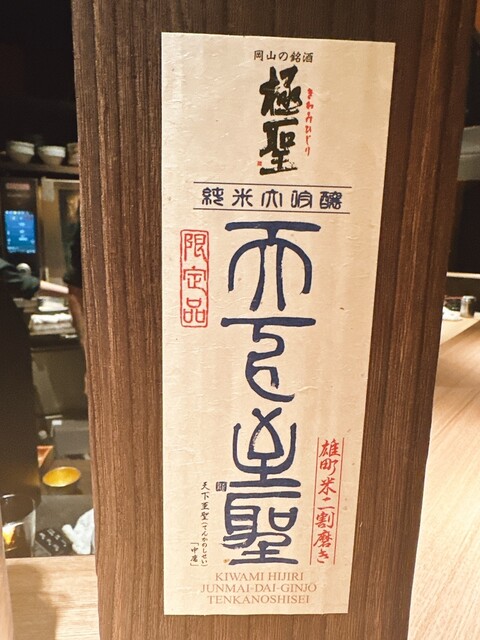 岡山の銘酒
極聖
きわみひじり
純米大吟醸
限定品
天下至聖
雄町米二割磨き
天下至聖(てんかのしせい)
「中庸」
KIWAMI HIJIRI
JUNMAI-DAI-GINJŌ
TENKANOSHISEI